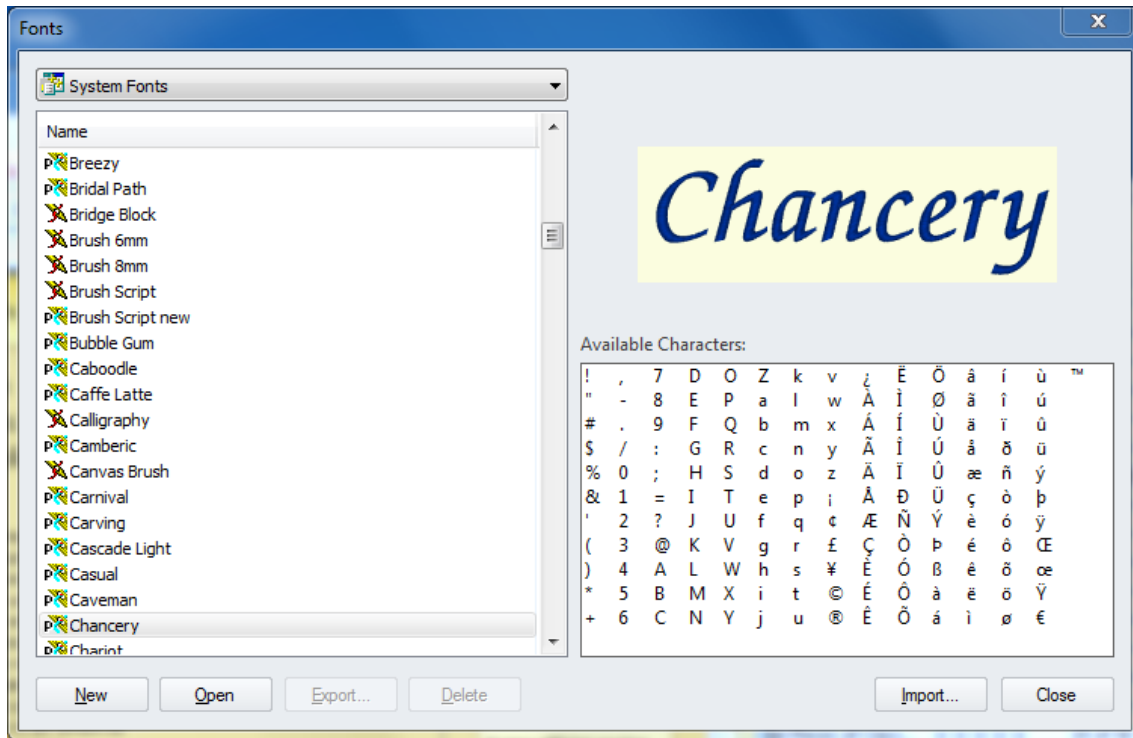 Fonts
X
System Fonts
Name
Breezy
Bridal Path
Bridge Block
Brush 6mm
Brush 8mm
Brush Script
Brush Script new
Bubble Gum
Caboodle
Caffe Latte
Calligraphy
Camberic
Canvas Brush
Carnival
Carving
Cascade Light
Casual
Caveman
Chancery
Chariot
Chancery
Available Characters:
! , 7 D O Z k v ¿ Ë Ö â í ù ™
" - 8 E P a l w À Ì Ø ã î ú
# . 9 F Q b m x Á Í Ù ä ï û
$ / : G R c n y Ã Î Ú å ð ü
% 0 ; H S d o z Ä Ï Û æ ñ ý
& 1 = I T e p ¡ Å Ð Ü ç ò þ
' 2 ? J U f q ¢ Æ Ñ Ý è ó ÿ
( 3 @ K V g r £ Ç Ò Þ é ô Œ
) 4 A L W h s ¥ È Ó ß ê õ œ
* 5 B M X i t © É Ô à ë ö Ÿ
+ 6 C N Y j u ® Ê Õ á ì ø €
New Open Export... Delete Import... Close